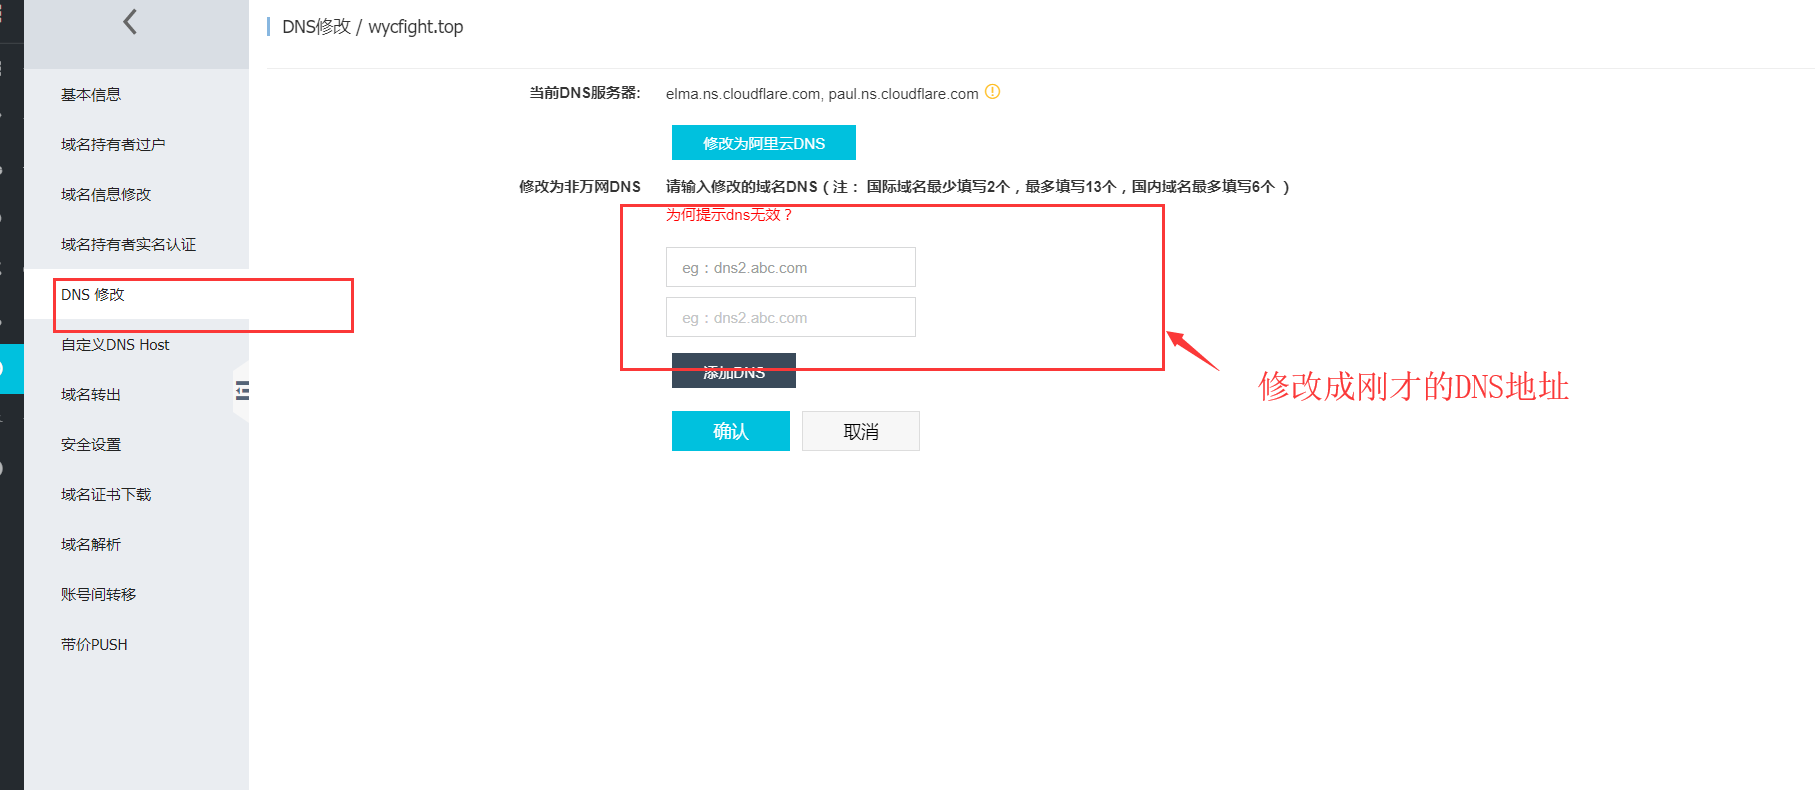 DNS修改 / wycfight.top
基本信息
域名持有者过户
域名信息修改
域名持有者实名认证
DNS 修改
自定义DNS Host
域名转出
安全设置
域名证书下载
域名解析
账号间转移
带价PUSH
当前DNS服务器: elma.ns.cloudflare.com, paul.ns.cloudflare.com
修改为阿里云DNS
修改为非万网DNS 请输入修改的域名DNS（注： 国际域名最少填写2个，最多填写13个，国内域名最多填写6个 ）
为何提示dns无效？
eg：dns2.abc.com
eg：dns2.abc.com
添加DNS
确认 取消
修改成刚才的DNS地址